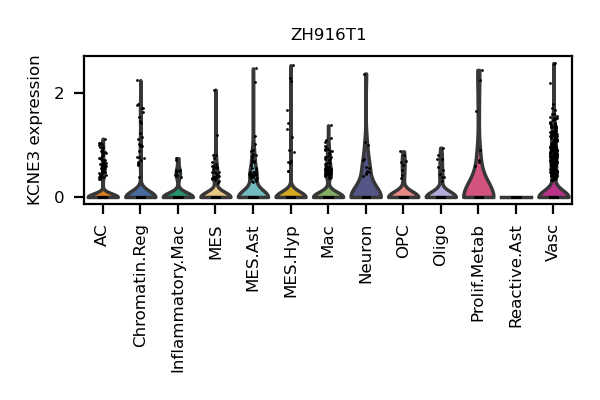 ZH916T1
KCNE3 expression
2
0
AC
Chromatin.Reg
Inflammatory.Mac
MES
MES.Ast
MES.Hyp
Mac
Neuron
OPC
Oligo
Prolif.Metab
Reactive.Ast
Vasc